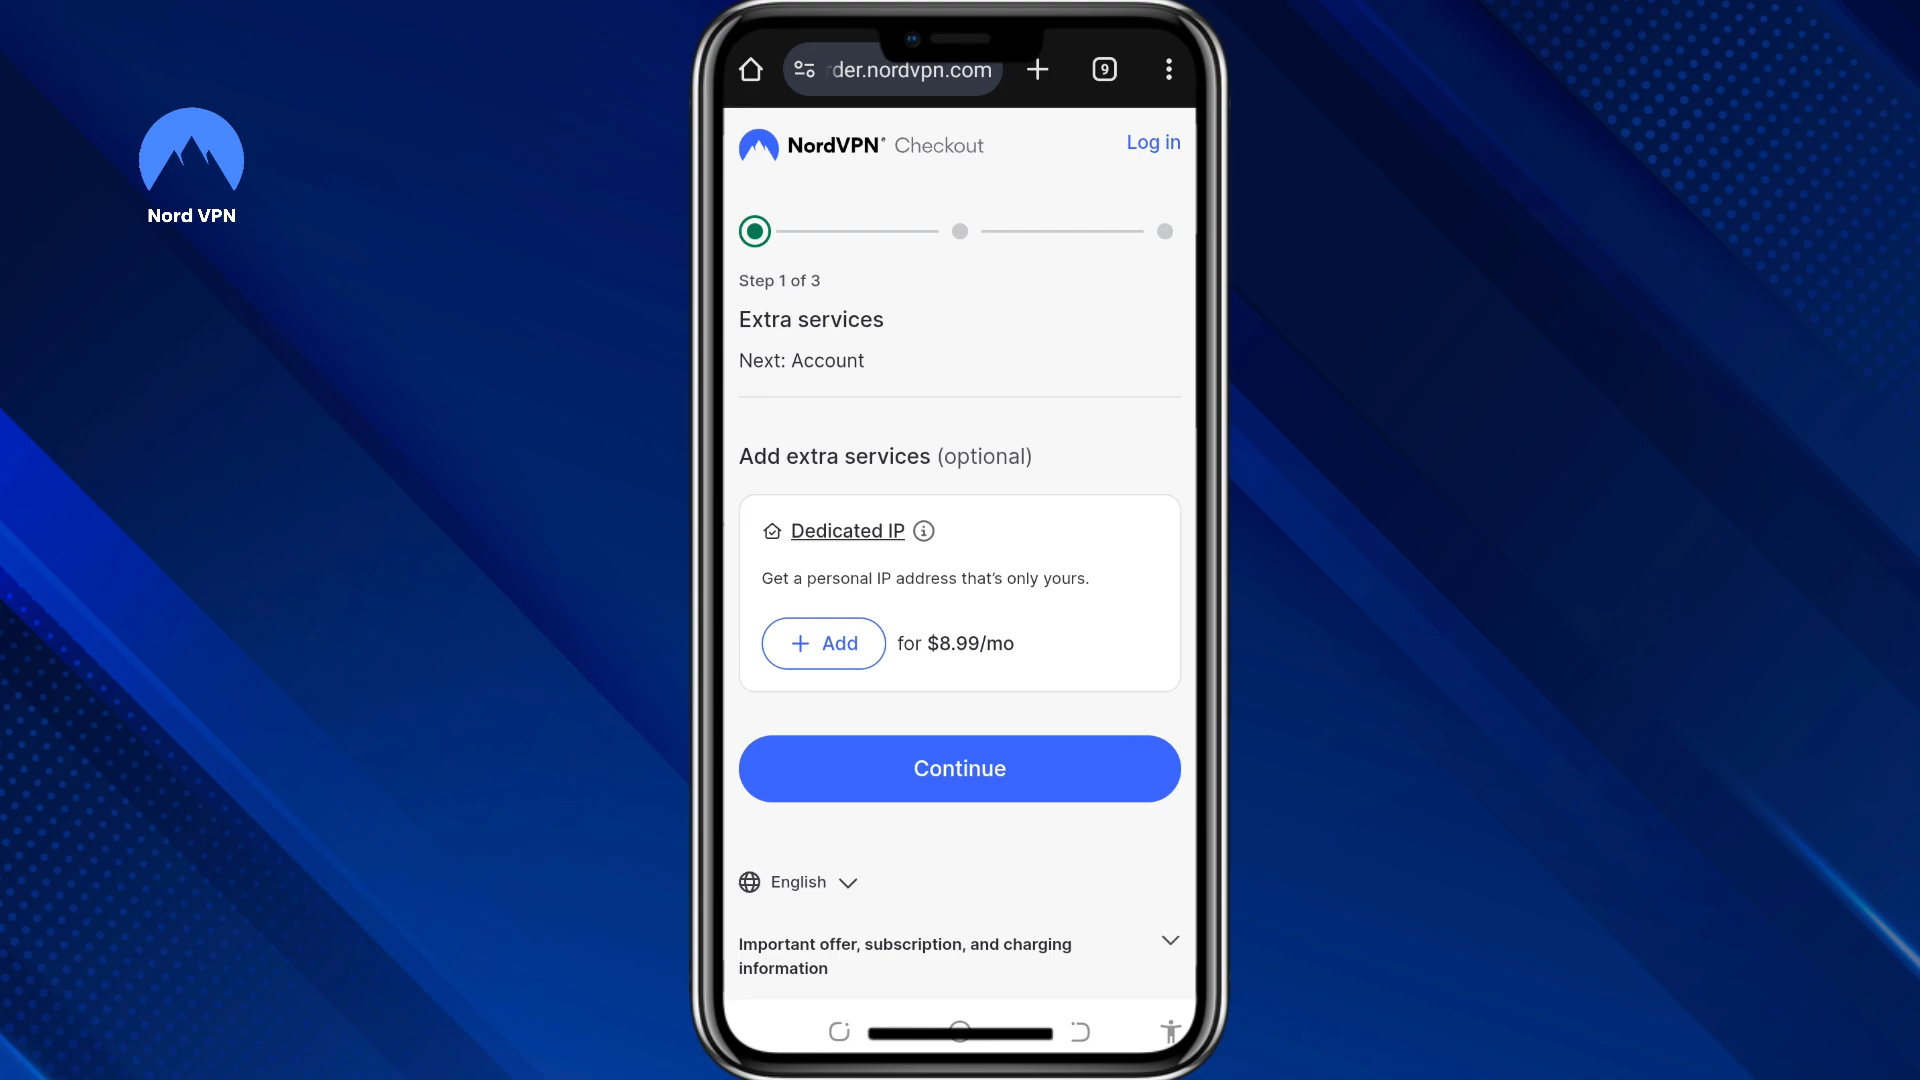 Nord VPN
der.nordvpn.com
9
NordVPN® Checkout
Log in
Step 1 of 3
Extra services
Next: Account
Add extra services (optional)
Dedicated IP
Get a personal IP address that's only yours.
+ Add for $8.99/mo
Continue
English
Important offer, subscription, and charging
information